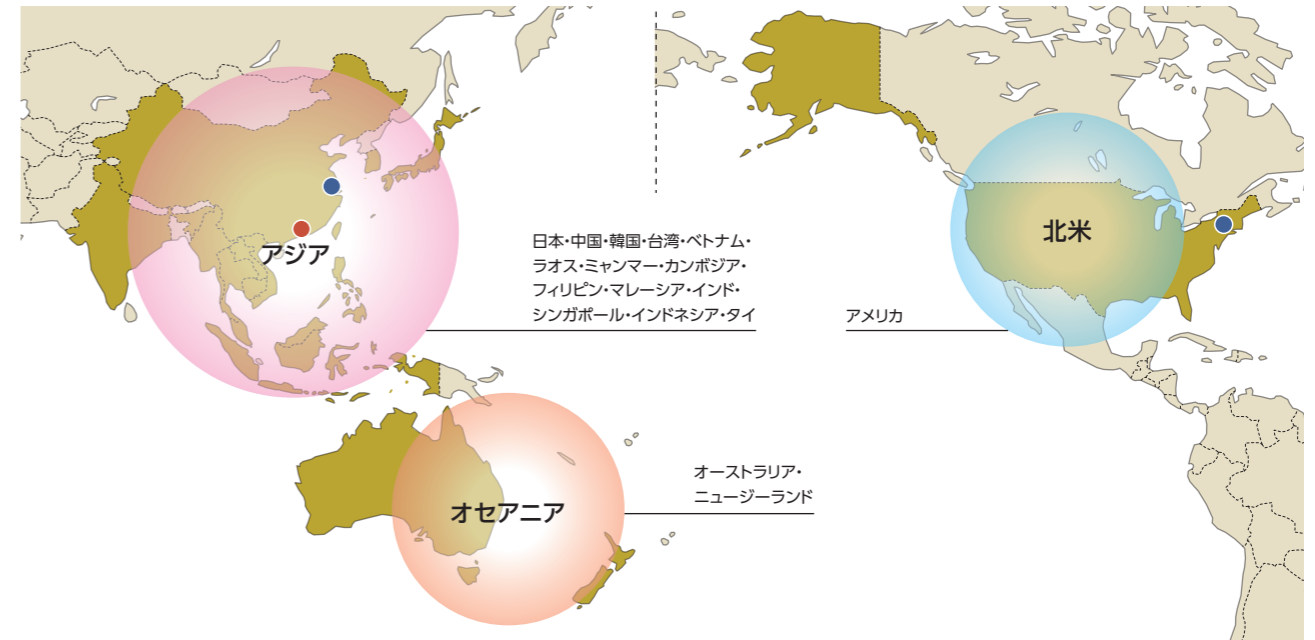 アジア
日本・中国・韓国・台湾・ベトナム・
ラオス・ミャンマー・カンボジア・
フィリピン・マレーシア・インド・
シンガポール・インドネシア・タイ
北米
アメリカ
オセアニア
オーストラリア・
ニュージーランド